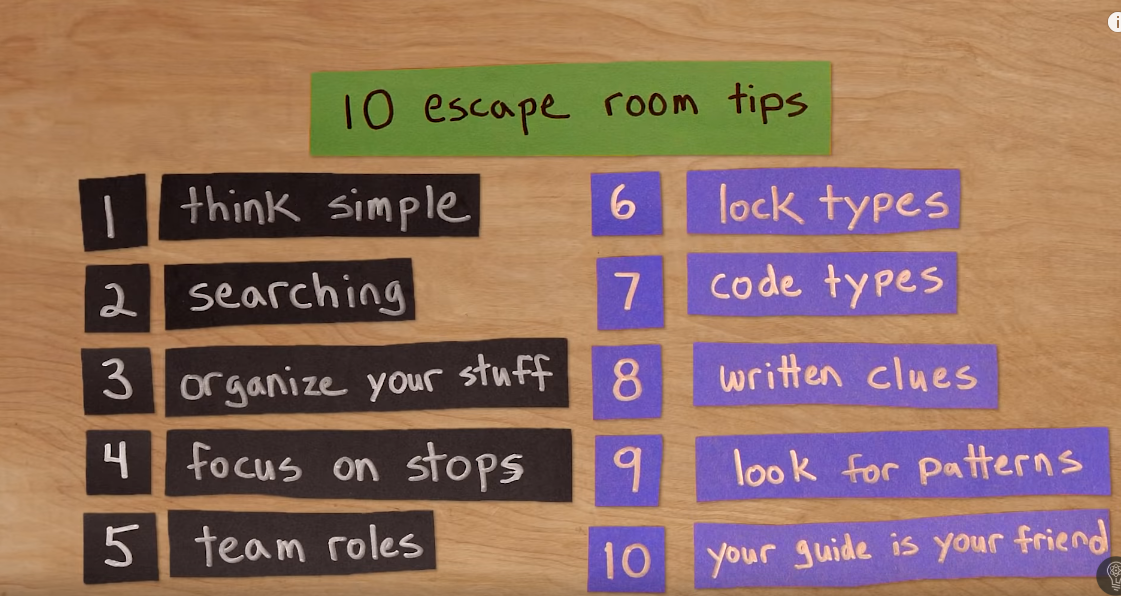 10 escape room tips
1 think simple
2 searching
3 organize your stuff
4 focus on stops
5 team roles
6 lock types
7 code types
8 written clues
9 look for patterns
10 your guide is your friend
i